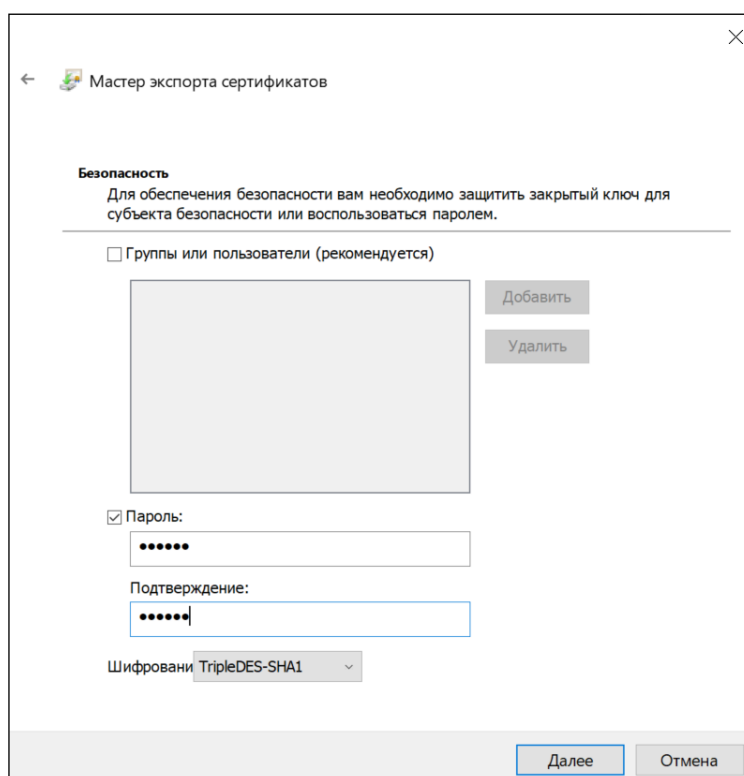 Мастер экспорта сертификатов
Безопасность
Для обеспечения безопасности вам необходимо защитить закрытый ключ для
субъекта безопасности или воспользоваться паролем.
Группы или пользователи (рекомендуется)
Добавить
Удалить
Пароль:
••••••
Подтверждение:
••••••
Шифровани TripleDES-SHA1
Далее Отмена